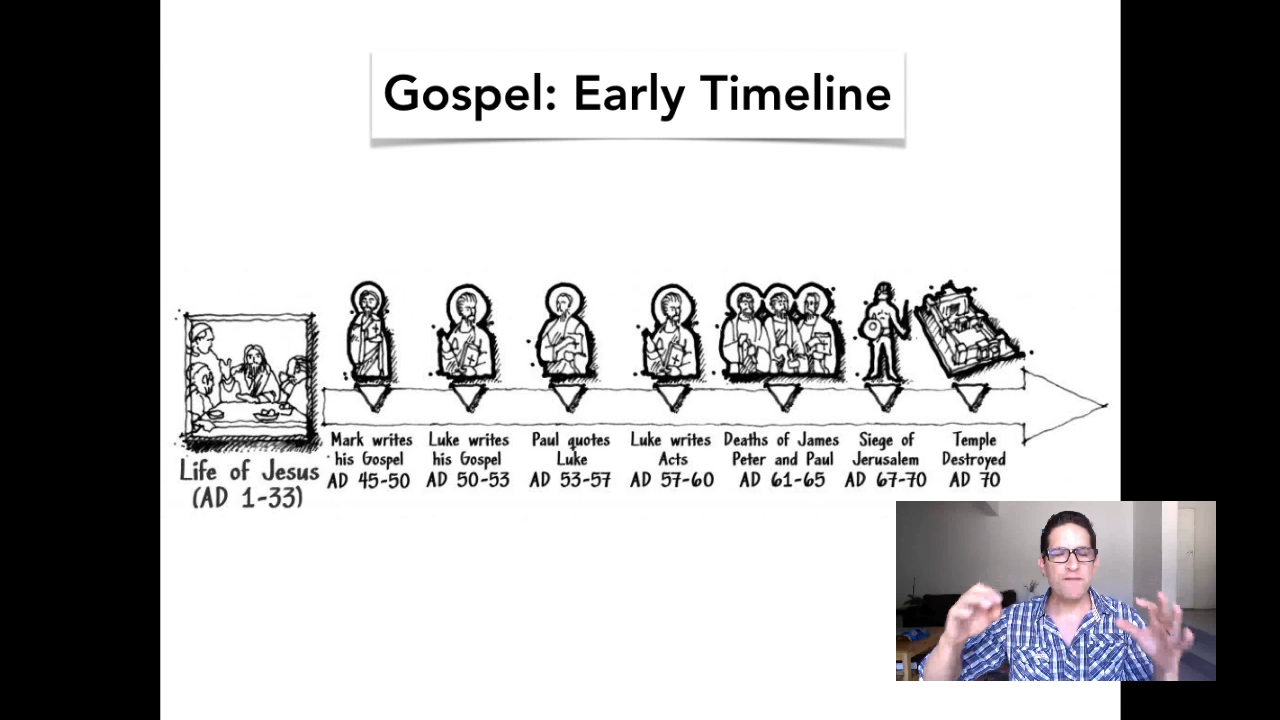 Gospel: Early Timeline
Life of Jesus
(AD 1-33)
Mark writes
his Gospel
AD 45-50
Luke writes
his Gospel
AD 50-53
Paul quotes
Luke
AD 53-57
Luke writes
Acts
AD 57-60
Deaths of James
Peter and Paul
AD 61-65
Siege of
Jerusalem
AD 67-70
Temple
Destroyed
AD 70